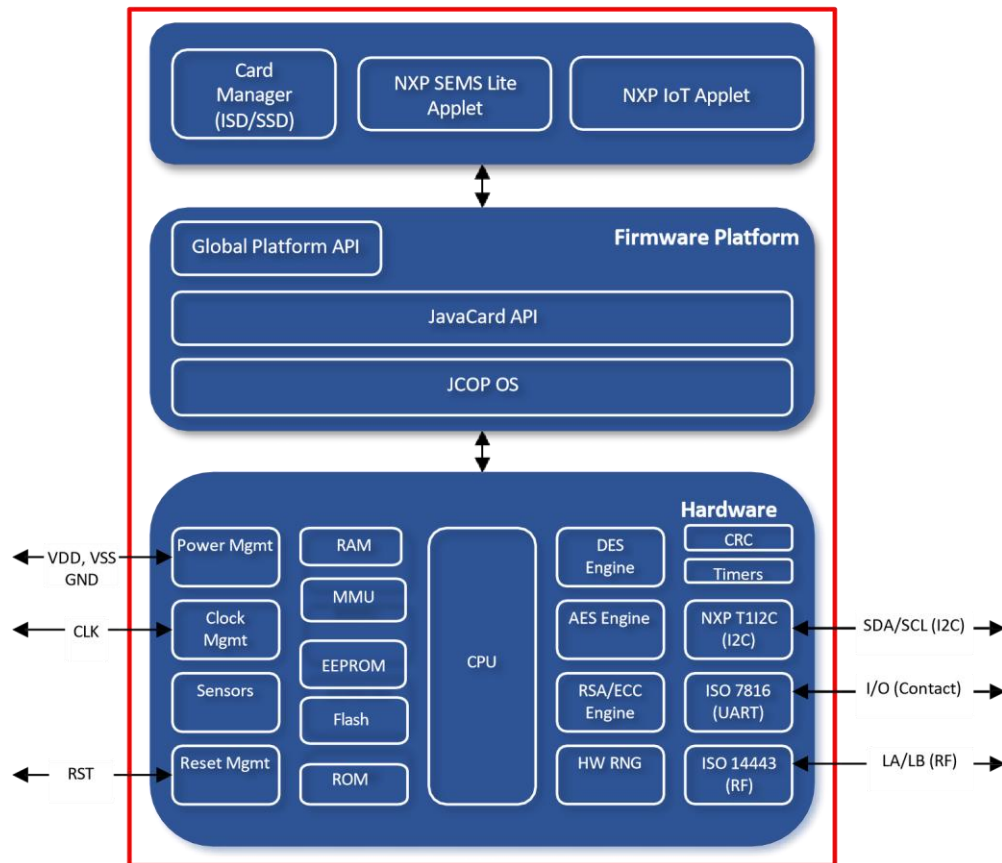 Card
Manager
(ISD/SSD)
NXP SEMS Lite
Applet
NXP IoT Applet
Firmware Platform
Global Platform API
JavaCard API
JCOP OS
Hardware
Power Mgmt
RAM
DES
Engine
CRC
Timers
VDD, VSS
GND
MMU
Clock
Mgmt
CLK
AES Engine
NXP T1I2C
(I2C)
SDA/SCL (I2C)
CPU
EEPROM
Sensors
Flash
RSA/ECC
Engine
ISO 7816
(UART)
I/O (Contact)
Reset Mgmt
RST
ROM
HW RNG
ISO 14443
(RF)
LA/LB (RF)